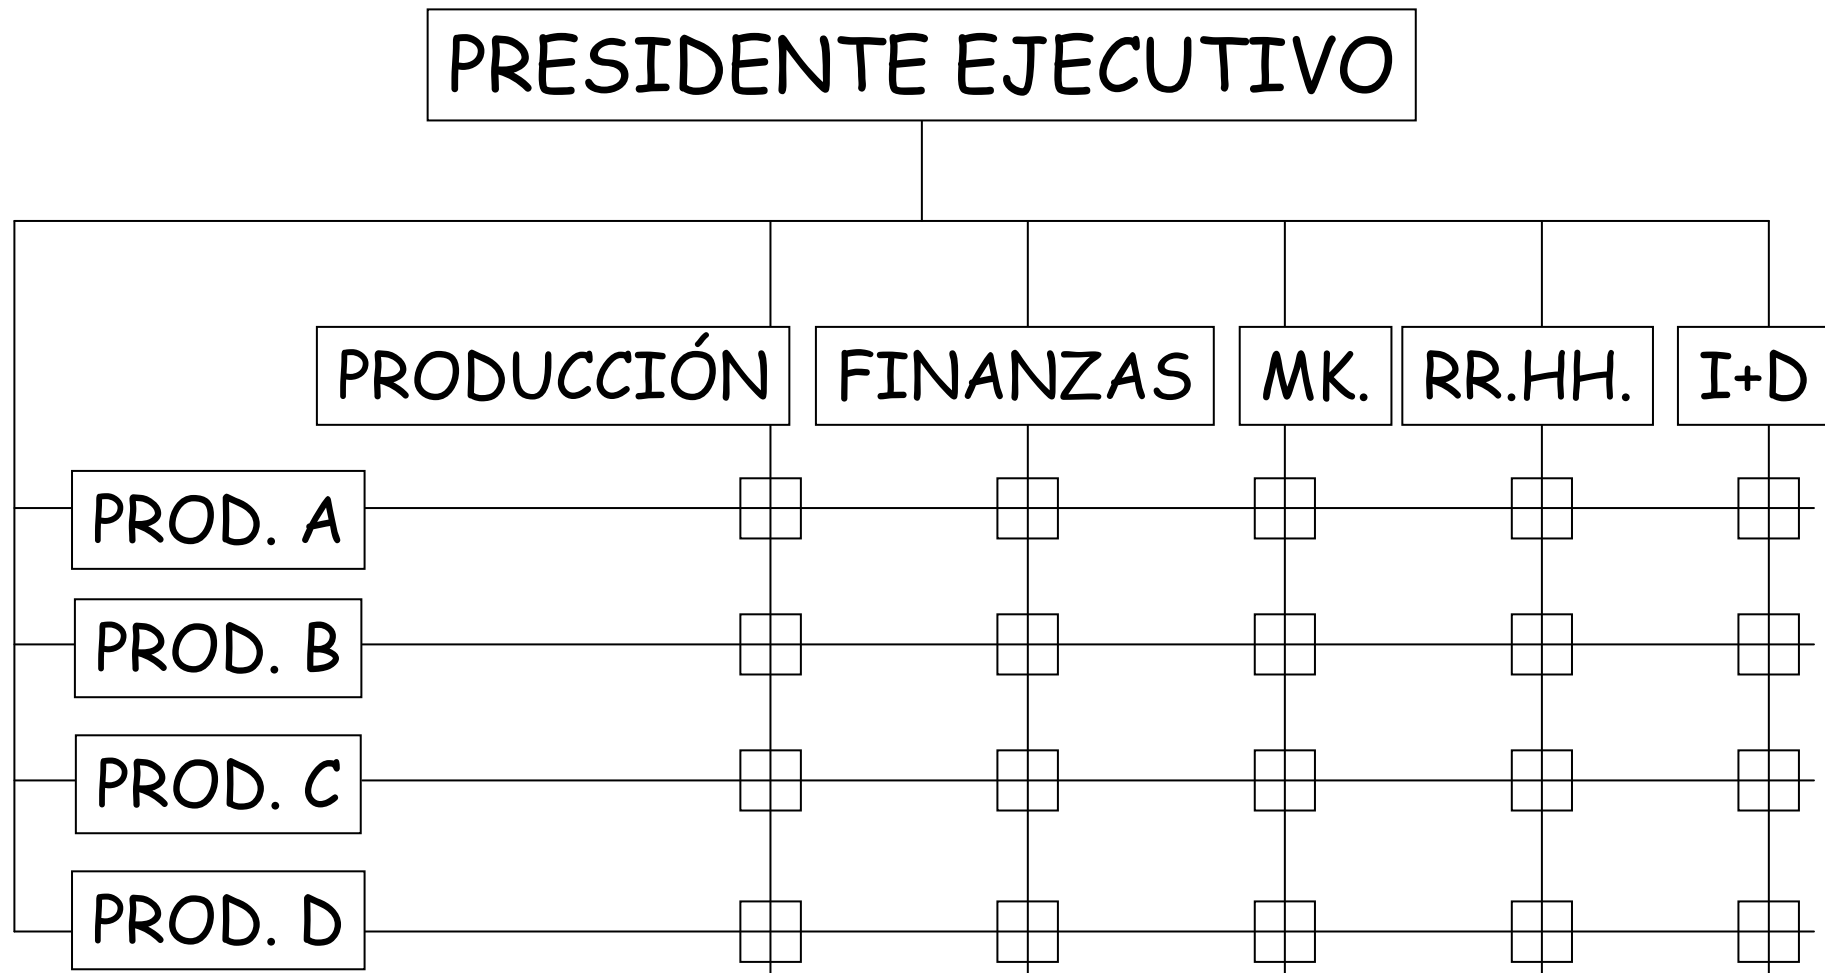 PRESIDENTE EJECUTIVO
PRODUCCIÓN FINANZAS MK. RR.HH. I+D
PROD. A
PROD. B
PROD. C
PROD. D